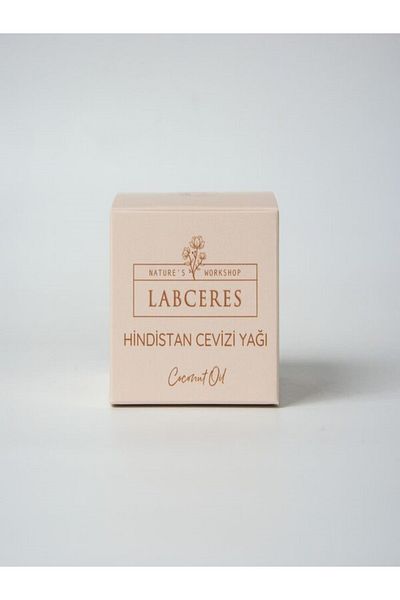 NATURE'S WORKSHOP
LABCERES
HİNDİSTAN CEVİZİ YAĞI
Coconut Oil